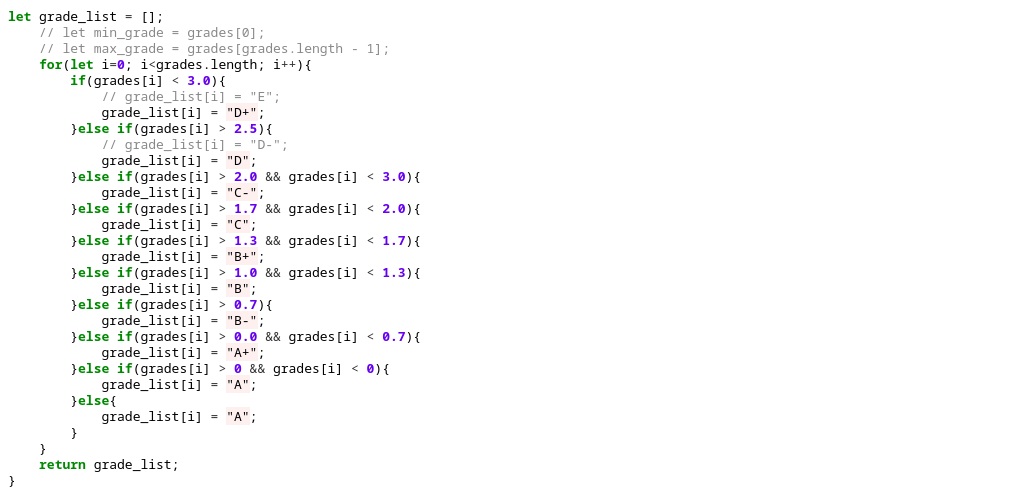 let grade_list = [];
    // let min_grade = grades[0];
    // let max_grade = grades[grades.length - 1];
    for(let i=0; i<grades.length; i++){
        if(grades[i] < 3.0){
            // grade_list[i] = "E";
            grade_list[i] = "D+";
        }else if(grades[i] > 2.5){
            // grade_list[i] = "D-";
            grade_list[i] = "D";
        }else if(grades[i] > 2.0 && grades[i] < 3.0){
            grade_list[i] = "C-";
        }else if(grades[i] > 1.7 && grades[i] < 2.0){
            grade_list[i] = "C";
        }else if(grades[i] > 1.3 && grades[i] < 1.7){
            grade_list[i] = "B+";
        }else if(grades[i] > 1.0 && grades[i] < 1.3){
            grade_list[i] = "B";
        }else if(grades[i] > 0.7){
            grade_list[i] = "B-";
        }else if(grades[i] > 0.0 && grades[i] < 0.7){
            grade_list[i] = "A+";
        }else if(grades[i] > 0 && grades[i] < 0){
            grade_list[i] = "A";
        }else{
            grade_list[i] = "A";
        }
    }
    return grade_list;
}